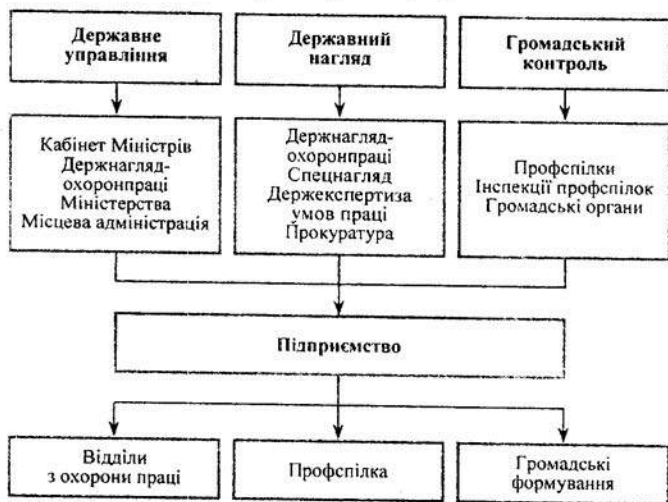 Державне
управління
Державний
нагляд
Громадський
контроль
Кабінет Міністрів
Держнагляд-
охоронпраці
Міністерства
Місцева адміністрація
Держнагляд-
охоронпраці
Спецнагляд
Держекспертиза
умов праці
Прокуратура
Профспілки
Інспекції профспілок
Громадські органи
Підприємство
Відділи
з охорони праці
Профспілка
Громадські
формування